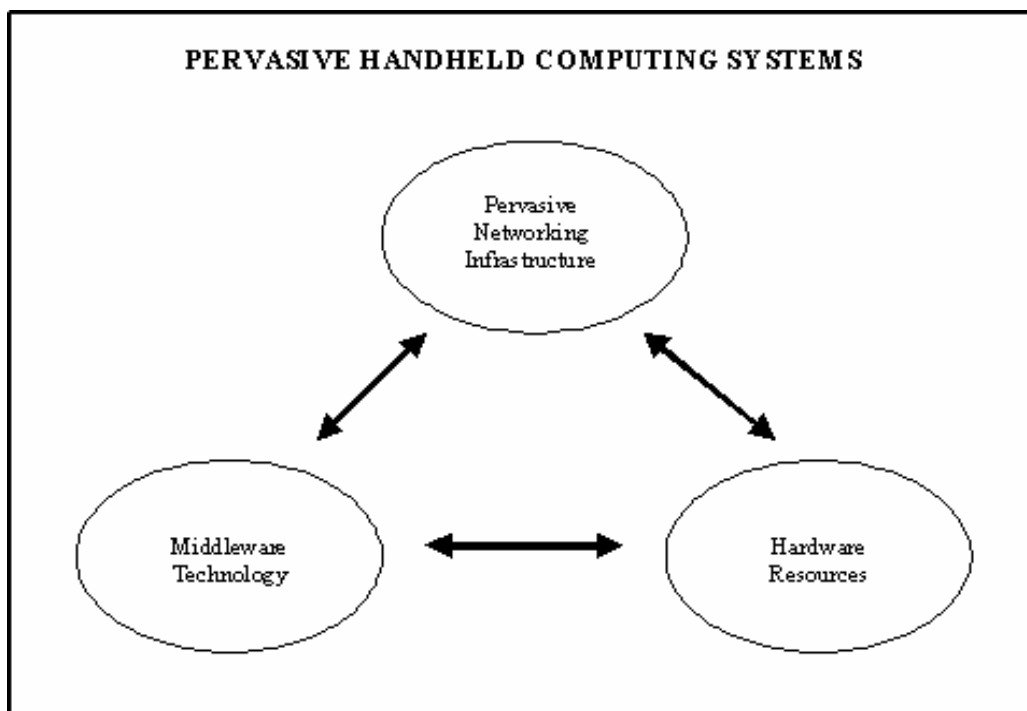 PERVASIVE HANDHELD COMPUTING SYSTEMS
Pervasive
Networking
Infrastructure
Middleware
Technology
Hardware
Resources